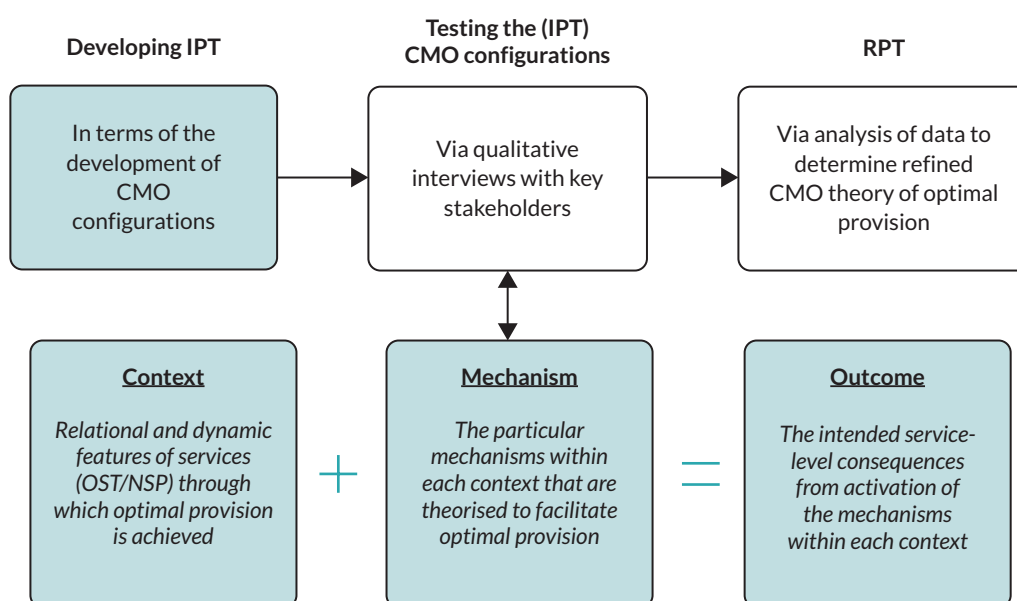 Developing IPT
Testing the (IPT)
CMO configurations
RPT
In terms of the
development of
CMO
configurations
Via qualitative
interviews with key
stakeholders
Via analysis of data to
determine refined
CMO theory of optimal
provision
Context
Relational and dynamic
features of services
(OST/NSP) through
which optimal provision
is achieved
+
Mechanism
The particular
mechanisms within
each context that are
theorised to facilitate
optimal provision
=
Outcome
The intended service-
level consequences
from activation of
the mechanisms
within each context